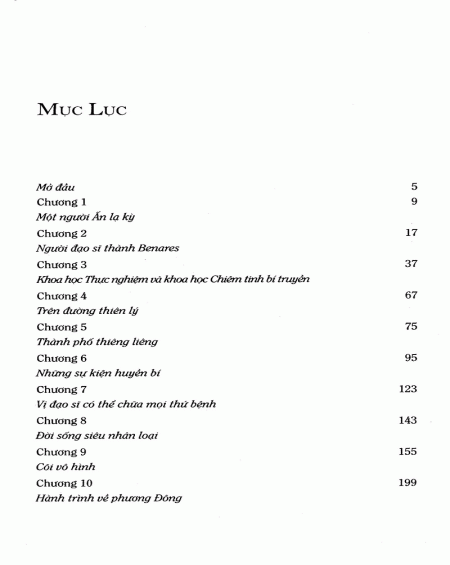 MỤC LỤC
Mở đầu 5
Chương 1 9
Một người Ấn lạ kỳ
Chương 2 17
Người đạo sĩ thành Benares
Chương 3 37
Khoa học Thực nghiệm và khoa học Chiêm tinh bí truyền
Chương 4 67
Trên đường thiên lý
Chương 5 75
Thành phố thiêng liêng
Chương 6 95
Những sự kiện huyền bí
Chương 7 123
Vị đạo sĩ có thể chữa mọi thứ bệnh
Chương 8 143
Đời sống siêu nhân loại
Chương 9 155
Cõi vô hình
Chương 10 199
Hành trình về phương Đông